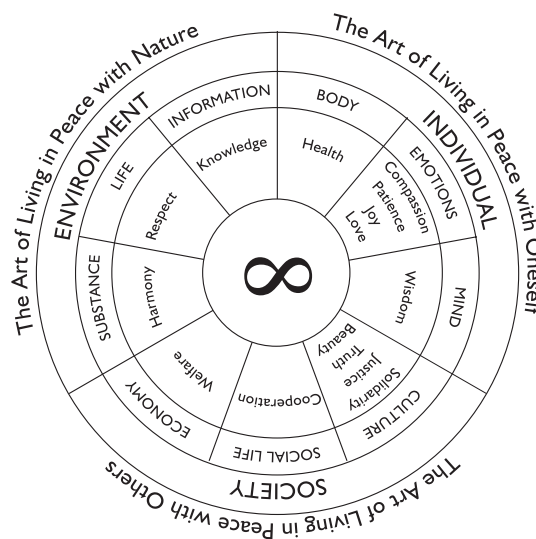 The Art of Living in Peace with Nature
The Art of Living in Peace with Oneself
The Art of Living in Peace with Others
ENVIRONMENT
INDIVIDUAL
SOCIETY
INFORMATION
BODY
EMOTIONS
MIND
CULTURE
SOCIAL LIFE
ECONOMY
SUBSTANCE
LIFE
Knowledge
Health
Compassion
Patience
Joy
Love
Wisdom
Beauty
Truth
Justice
Solidarity
Cooperation
Welfare
Harmony
Respect
∞